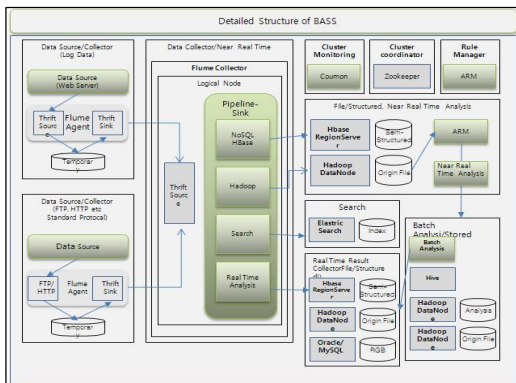 Detailed Structure of BASS
Data Source/Collector
(Log Data)
Data Source
(Web Server)
Thrift
Sourc
e
Flume
Agent
Thrift
Sink
Temporar
y
Data Source/Collector
(FTP, HTTP etc
Standard Protocal)
Data Source
FTP/
HTTP
Flume
Agent
Thrift
Sink
Temporar
y
Data Collector/Near Real Time
Flume Collector
Logical Node
Thrift
Sourc
e
Pipeline-
Sink
NoSQL
HBase
Hadoop
Search
Real Time
Analysis
Cluster
Monitoring
Coumon
Cluster
coordinator
Zookeeper
Rule
Manager
ARM
File/Structured. Near Real Time Analysis
Hbase
RegionServe
r
Semi-
Structured
Hadoop
DataNode
Origin File
ARM
Near Real
Time Analysis
Search
Elastric
Search
Index
Real Time Result
CollectorFile/Structure
d)
Hbase
RegionServe
r
Semi-
Structured
Hadoop
DataNod
e
Origin File
Oracle/
MySQL
RGB
Batch
Analysi/Stored
Batch
Analysis
Hive
Hadoop
DataNod
e
Analysis
Hadoop
DataNod
e
Origin File